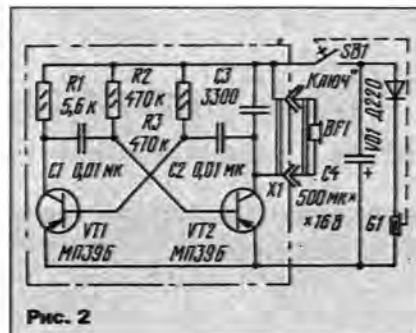 R1
5,6 к
R2
470 к
R3
470 к
C3
3300
SB1
"Ключ"
BF1
X1
C1 0,01 мк
C2 0,01 мк
C4
500 мк ×
× 16 В
VD1 Д220
G1
VT1
МП39Б
VT2
МП39Б
Рис. 2